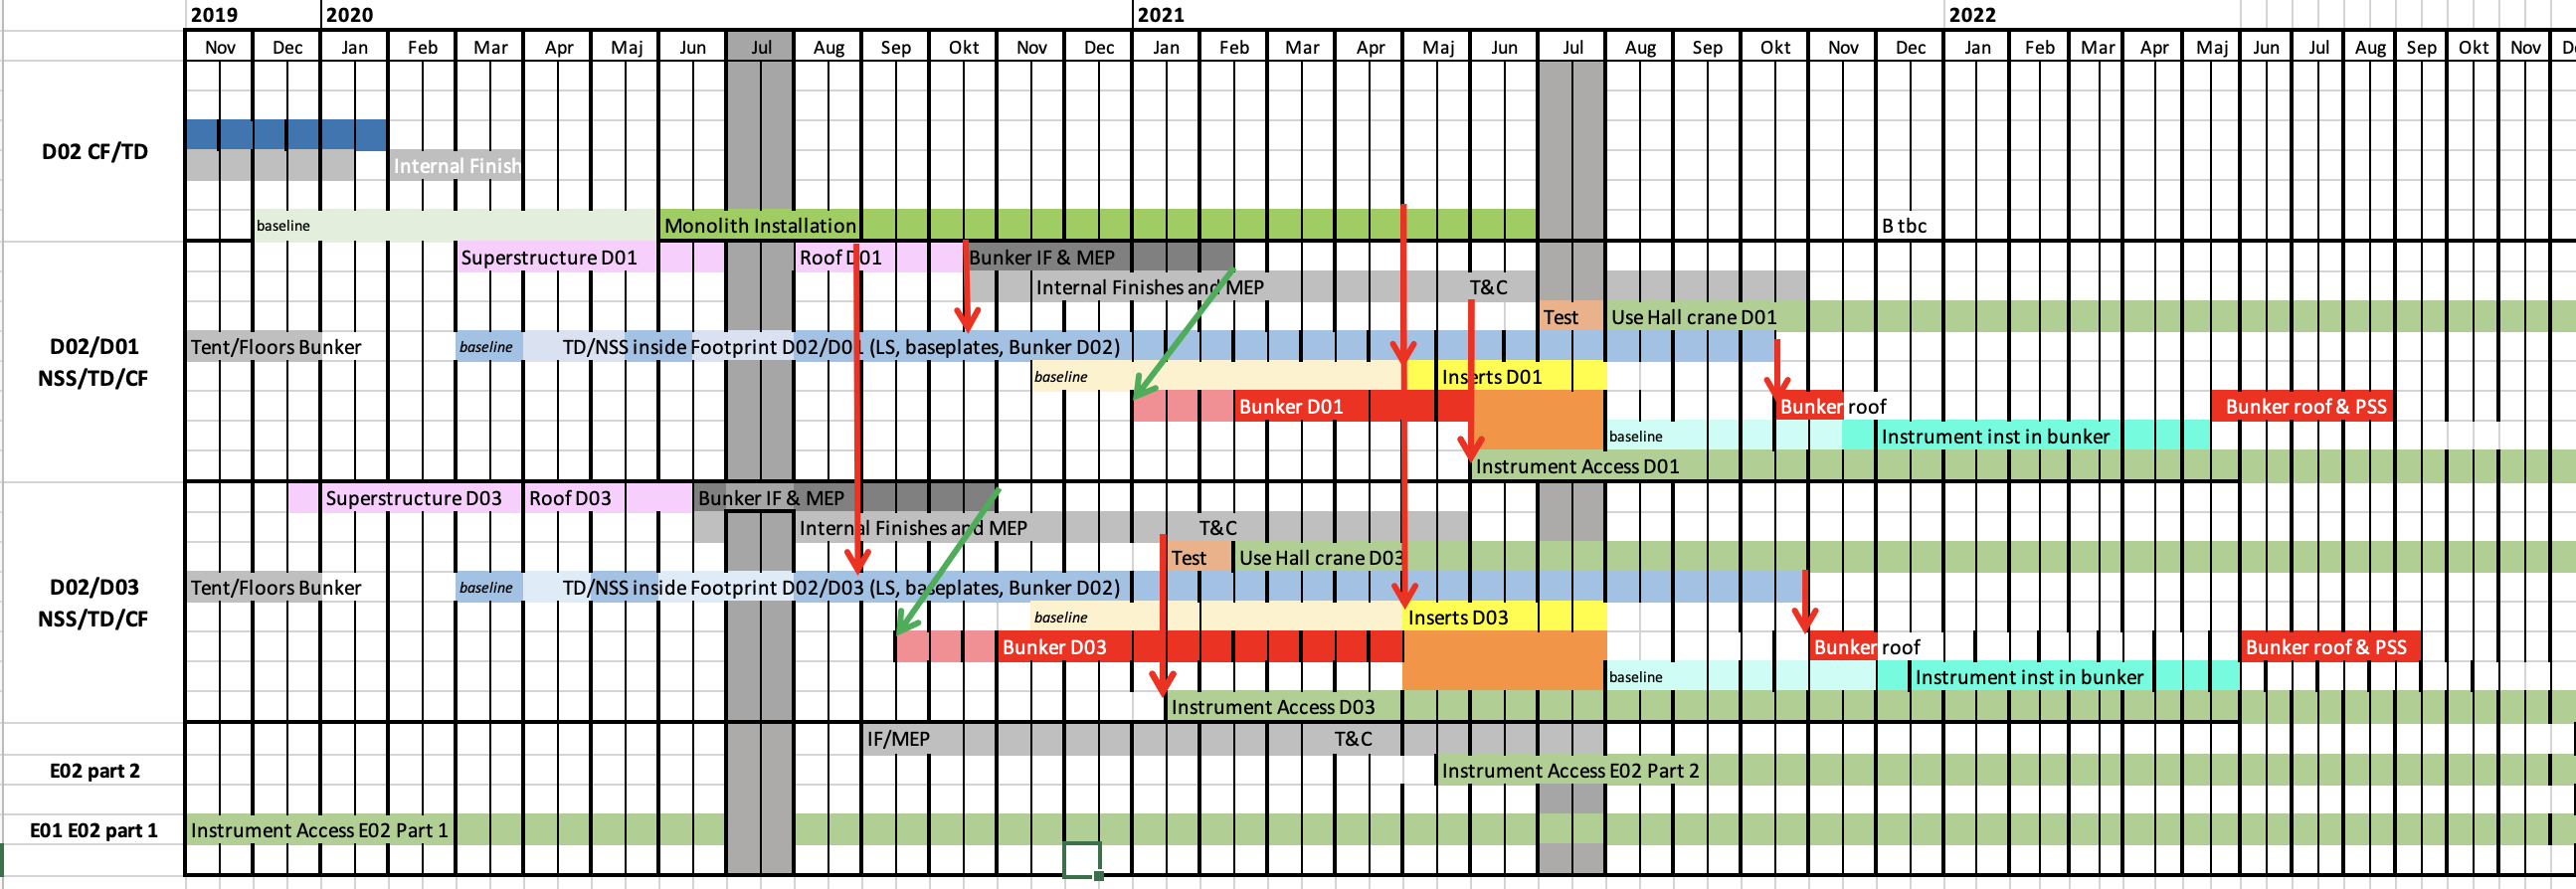 2019 2020 2021 2022
Nov Dec Jan Feb Mar Apr Maj Jun Jul Aug Sep Okt Nov Dec Jan Feb Mar Apr Maj Jun Jul Aug Sep Okt Nov Dec Jan Feb Mar Apr Maj Jun Jul Aug Sep Okt Nov
D02 CF/TD
Internal Finish
baseline Monolith Installation B tbc
Superstructure D01 Roof D01 Bunker IF & MEP
Internal Finishes and MEP T&C
Test Use Hall crane D01
D02/D01
NSS/TD/CF
Tent/Floors Bunker baseline TD/NSS inside Footprint D02/D01 (LS, baseplates, Bunker D02)
baseline Inserts D01
Bunker D01 Bunker roof Bunker roof & PSS
baseline Instrument inst in bunker
Instrument Access D01
Superstructure D03 Roof D03 Bunker IF & MEP
Internal Finishes and MEP T&C
Test Use Hall crane D03
D02/D03
NSS/TD/CF
Tent/Floors Bunker baseline TD/NSS inside Footprint D02/D03 (LS, baseplates, Bunker D02)
baseline Inserts D03
Bunker D03 Bunker roof Bunker roof & PSS
baseline Instrument inst in bunker
Instrument Access D03
IF/MEP T&C
E02 part 2 Instrument Access E02 Part 2
E01 E02 part 1 Instrument Access E02 Part 1